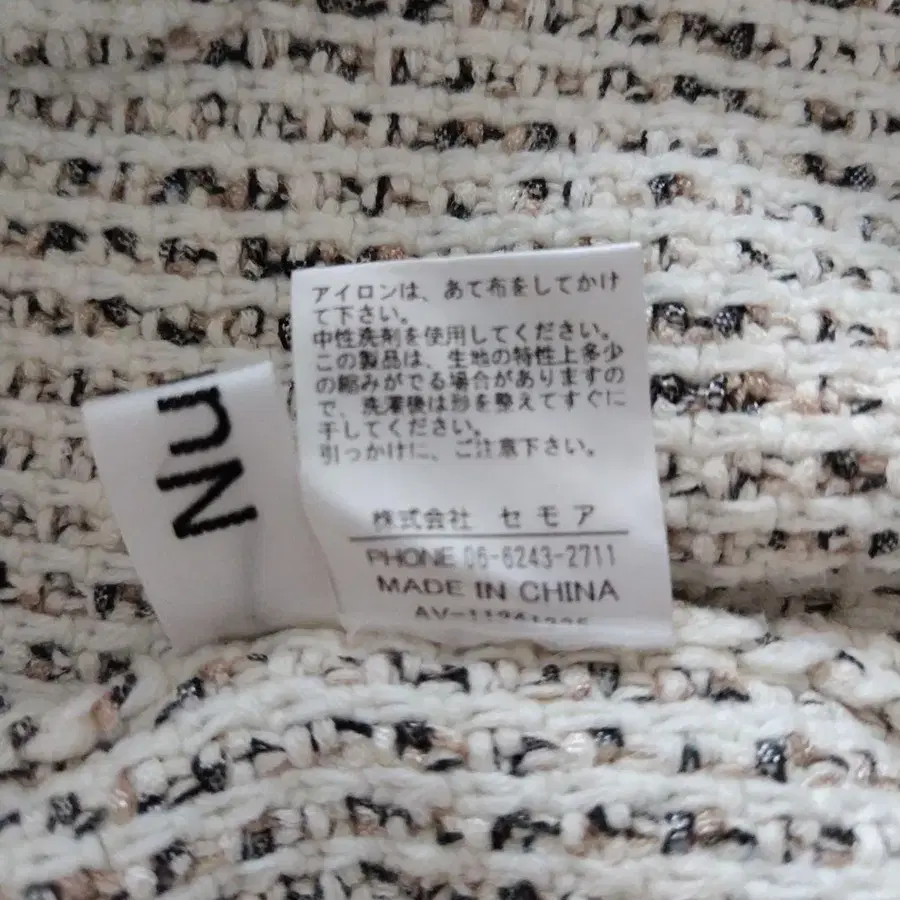 アイロンは、あて布をしてかけ
て下さい。
中性洗剤を使用してください。
この製品は、生地の特性上多少
の縮みがでる場合がありますの
で、洗濯後は形を整えてすぐに
干してください。
引っかけに、ご注意下さい。
株式会社 セモア
PHONE 06-6243-2711
MADE IN CHINA
Nu